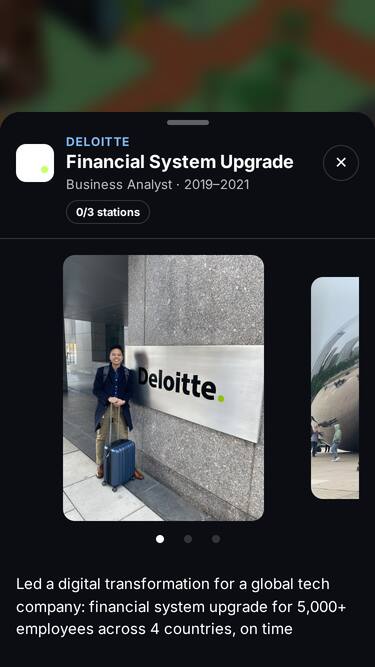 DELOITTE
Financial System Upgrade
Business Analyst · 2019–2021
0/3 stations
Deloitte.
Led a digital transformation for a global tech
company: financial system upgrade for 5,000+
employees across 4 countries, on time